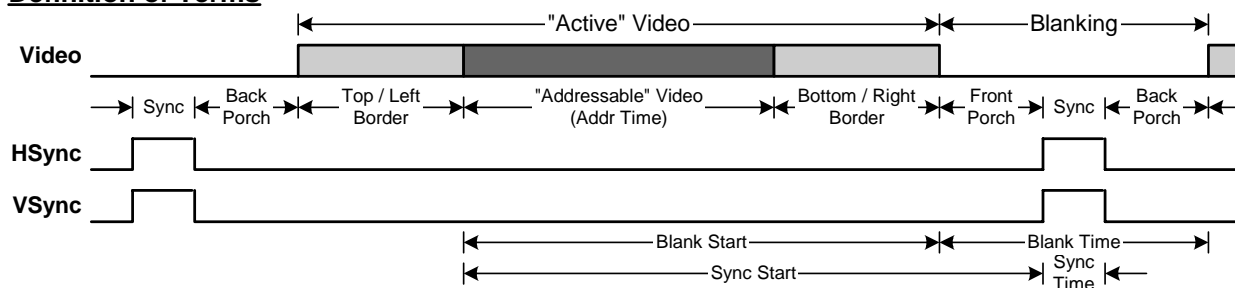 Definition of Terms
"Active" Video Blanking
Video
Sync Back Porch Top / Left Border "Addressable" Video (Addr Time) Bottom / Right Border Front Porch Sync Back Porch
HSync
VSync
Blank Start Blank Time
Sync Start Sync Time